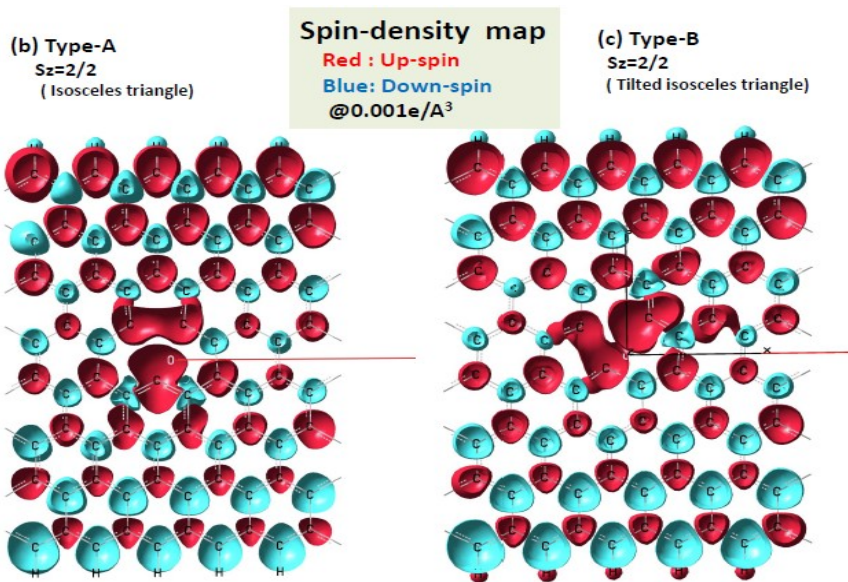 Spin-density map
Red : Up-spin
Blue: Down-spin
@0.001e/A³
(b) Type-A
Sz=2/2
( Isosceles triangle)
(c) Type-B
Sz=2/2
( Tilted isosceles triangle)
H H H H H
H H H H H
O
x
H H H H H
H H H H H